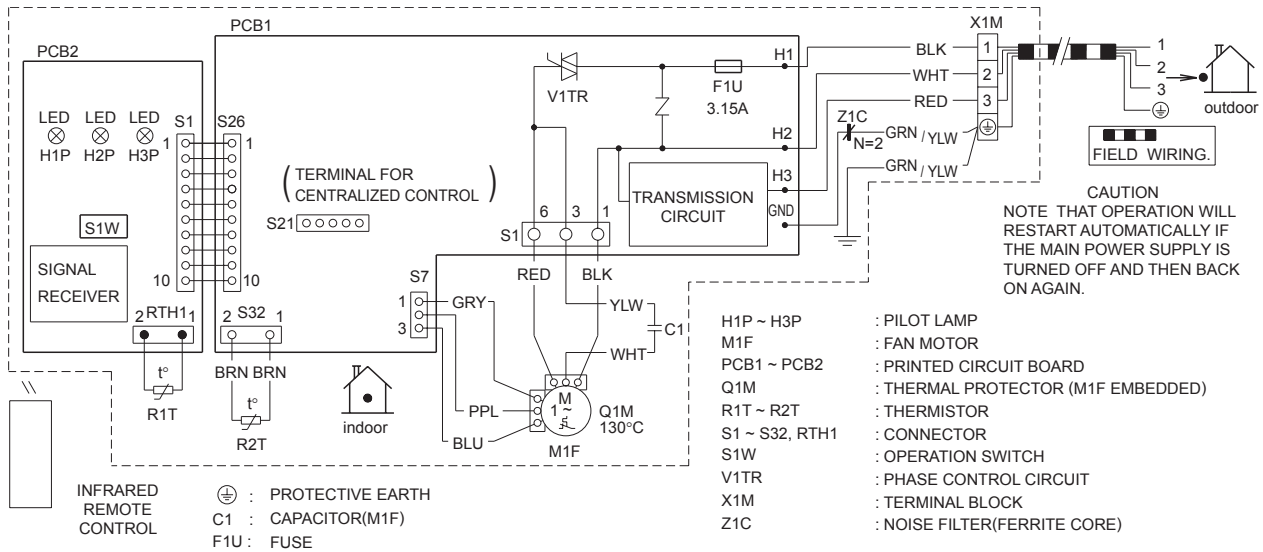 PCB1
X1M
PCB2
H1
BLK
1
1
V1TR
F1U
3.15A
WHT
2
2
RED
3
3
outdoor
LED
LED
LED
H1P
H2P
H3P
S1
S26
1
1
Z1C
N=2
GRN / YLW
H2
FIELD WIRING.
GRN / YLW
H3
TRANSMISSION
CIRCUIT
GND
(TERMINAL FOR
CENTRALIZED CONTROL)
S21
S1W
6
3
1
S1
CAUTION
NOTE THAT OPERATION WILL
RESTART AUTOMATICALLY IF
THE MAIN POWER SUPPLY IS
TURNED OFF AND THEN BACK
ON AGAIN.
SIGNAL
RECEIVER
10
10
S7
RED
BLK
1
GRY
3
YLW
C1
WHT
2 RTH1 1
2 S32 1
BRN BRN
t°
R1T
t°
R2T
indoor
PPL
BLU
M
1 ~
Q1M
130°C
M1F
H1P ~ H3P : PILOT LAMP
M1F : FAN MOTOR
PCB1 ~ PCB2 : PRINTED CIRCUIT BOARD
Q1M : THERMAL PROTECTOR (M1F EMBEDDED)
R1T ~ R2T : THERMISTOR
S1 ~ S32, RTH1 : CONNECTOR
S1W : OPERATION SWITCH
V1TR : PHASE CONTROL CIRCUIT
X1M : TERMINAL BLOCK
Z1C : NOISE FILTER(FERRITE CORE)
INFRARED
REMOTE
CONTROL
: PROTECTIVE EARTH
C1 : CAPACITOR(M1F)
F1U : FUSE